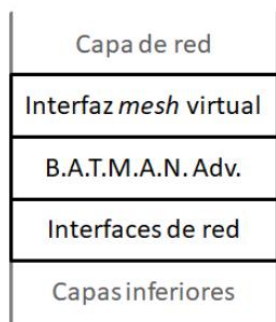 Capa de red
Interfaz mesh virtual
B.A.T.M.A.N. Adv.
Interfaces de red
Capas inferiores